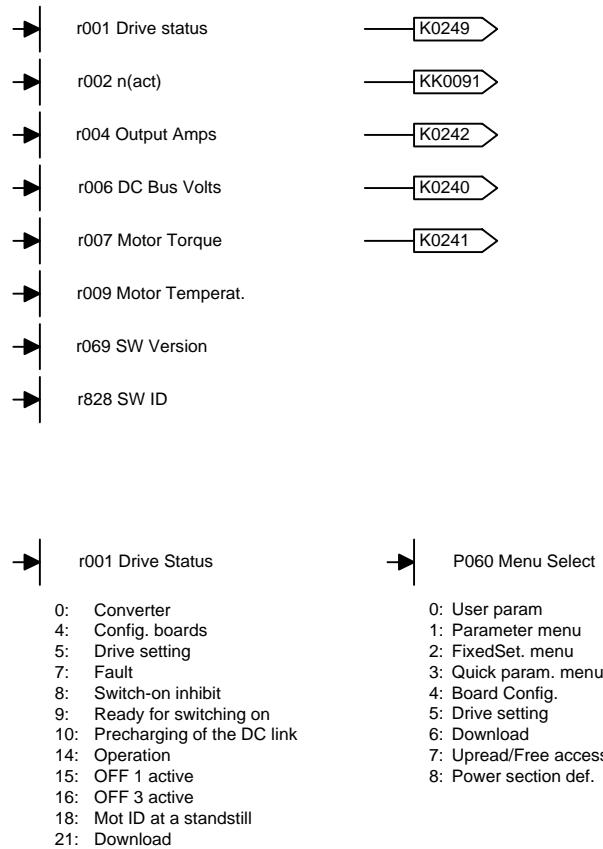 r001 Drive status K0249
r002 n(act) KK0091
r004 Output Amps K0242
r006 DC Bus Volts K0240
r007 Motor Torque K0241
r009 Motor Temperat.
r069 SW Version
r828 SW ID
r001 Drive Status
0: Converter
4: Config. boards
5: Drive setting
7: Fault
8: Switch-on inhibit
9: Ready for switching on
10: Precharging of the DC link
14: Operation
15: OFF 1 active
16: OFF 3 active
18: Mot ID at a standstill
21: Download
P060 Menu Select
0: User param
1: Parameter menu
2: FixedSet. menu
3: Quick param. menu
4: Board Config.
5: Drive setting
6: Download
7: Upread/Free access
8: Power section def.